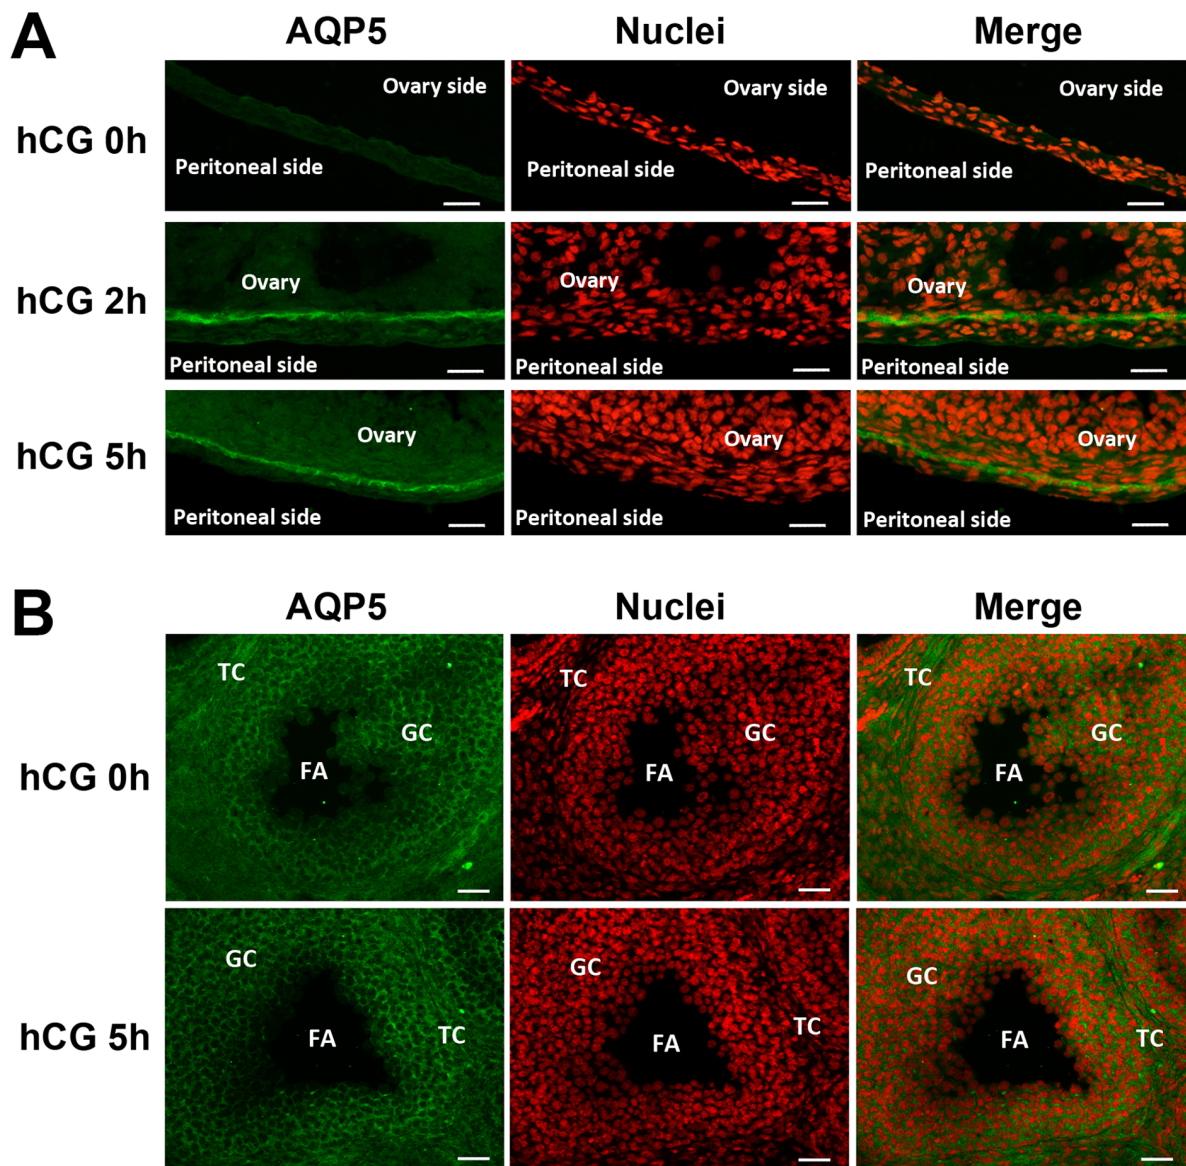 A
AQP5 Nuclei Merge
hCG 0h
Ovary side Ovary side Ovary side
Peritoneal side Peritoneal side Peritoneal side
hCG 2h
Ovary Ovary Ovary
Peritoneal side Peritoneal side Peritoneal side
hCG 5h
Ovary Ovary Ovary
Peritoneal side Peritoneal side Peritoneal side
B
AQP5 Nuclei Merge
hCG 0h
TC TC TC
GC GC GC
FA FA FA
hCG 5h
GC GC GC
FA FA FA
TC TC TC